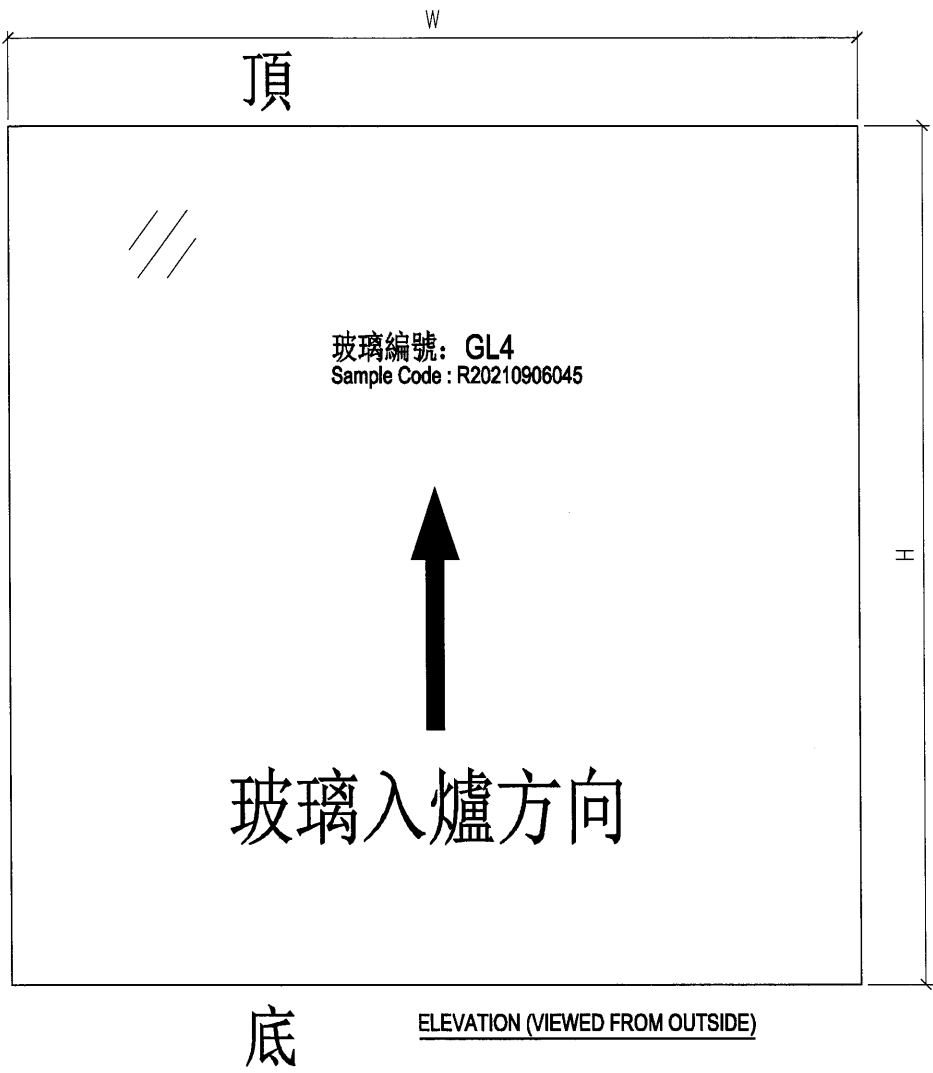 W
頂
玻璃編號：GL4
Sample Code : R20210906045
H
玻璃入爐方向
底
ELEVATION (VIEWED FROM OUTSIDE)